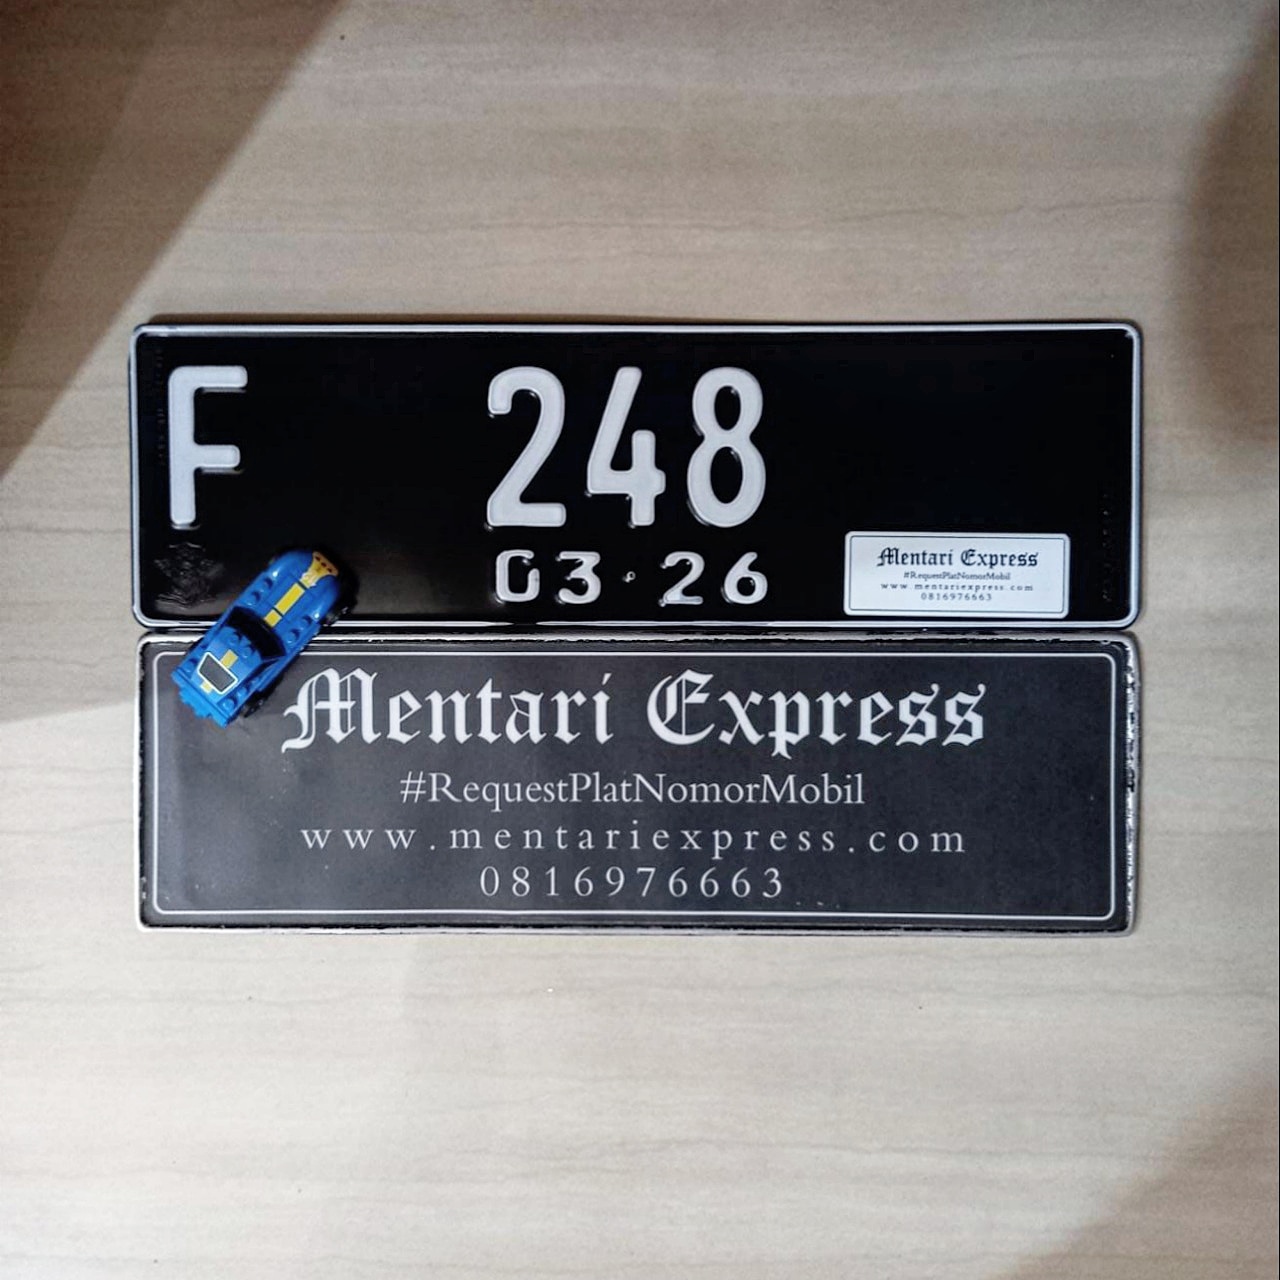 F 248
03·26
Mentari Express
#RequestPlatNomorMobil
www.mentariexpress.com
0816976663
Mentari Express
#RequestPlatNomorMobil
www.mentariexpress.com
0816976663